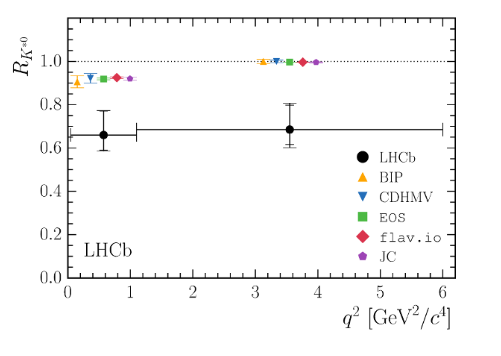 R_{K^{*0}}
1.0
0.8
0.6
0.4
0.2
0.0
LHCb
BIP
CDHMV
EOS
flav.io
JC
LHCb
0 1 2 3 4 5 6
q² [GeV²/c⁴]